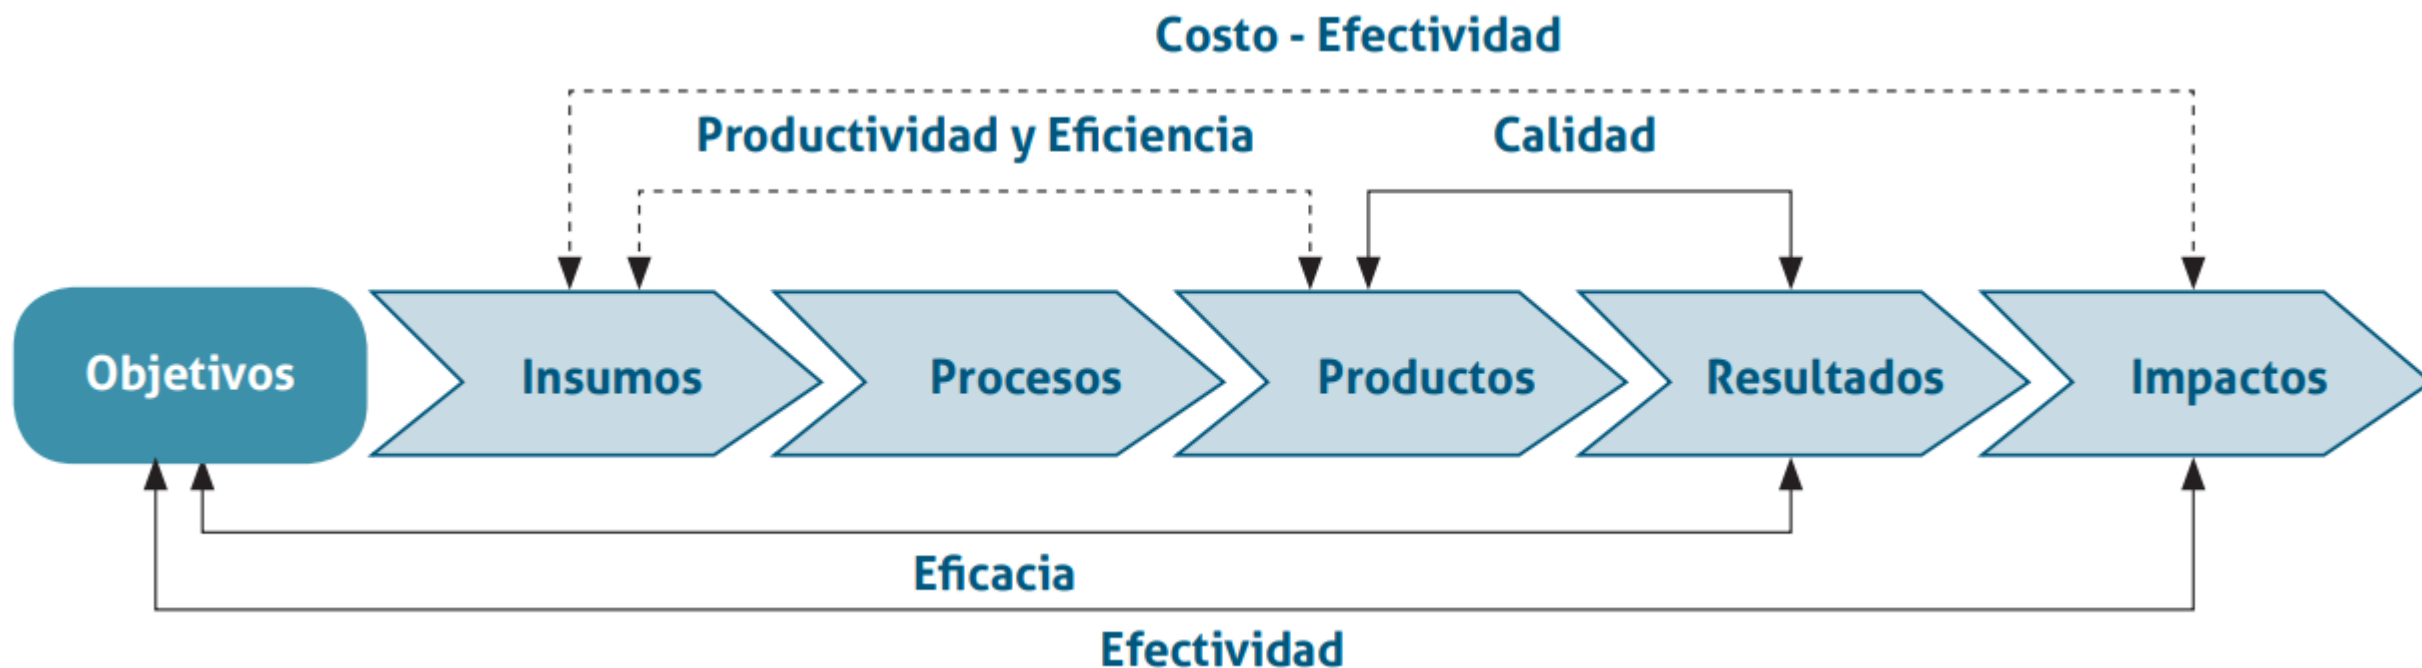 Costo - Efectividad
Productividad y Eficiencia
Calidad
Objetivos
Insumos
Procesos
Productos
Resultados
Impactos
Eficacia
Efectividad